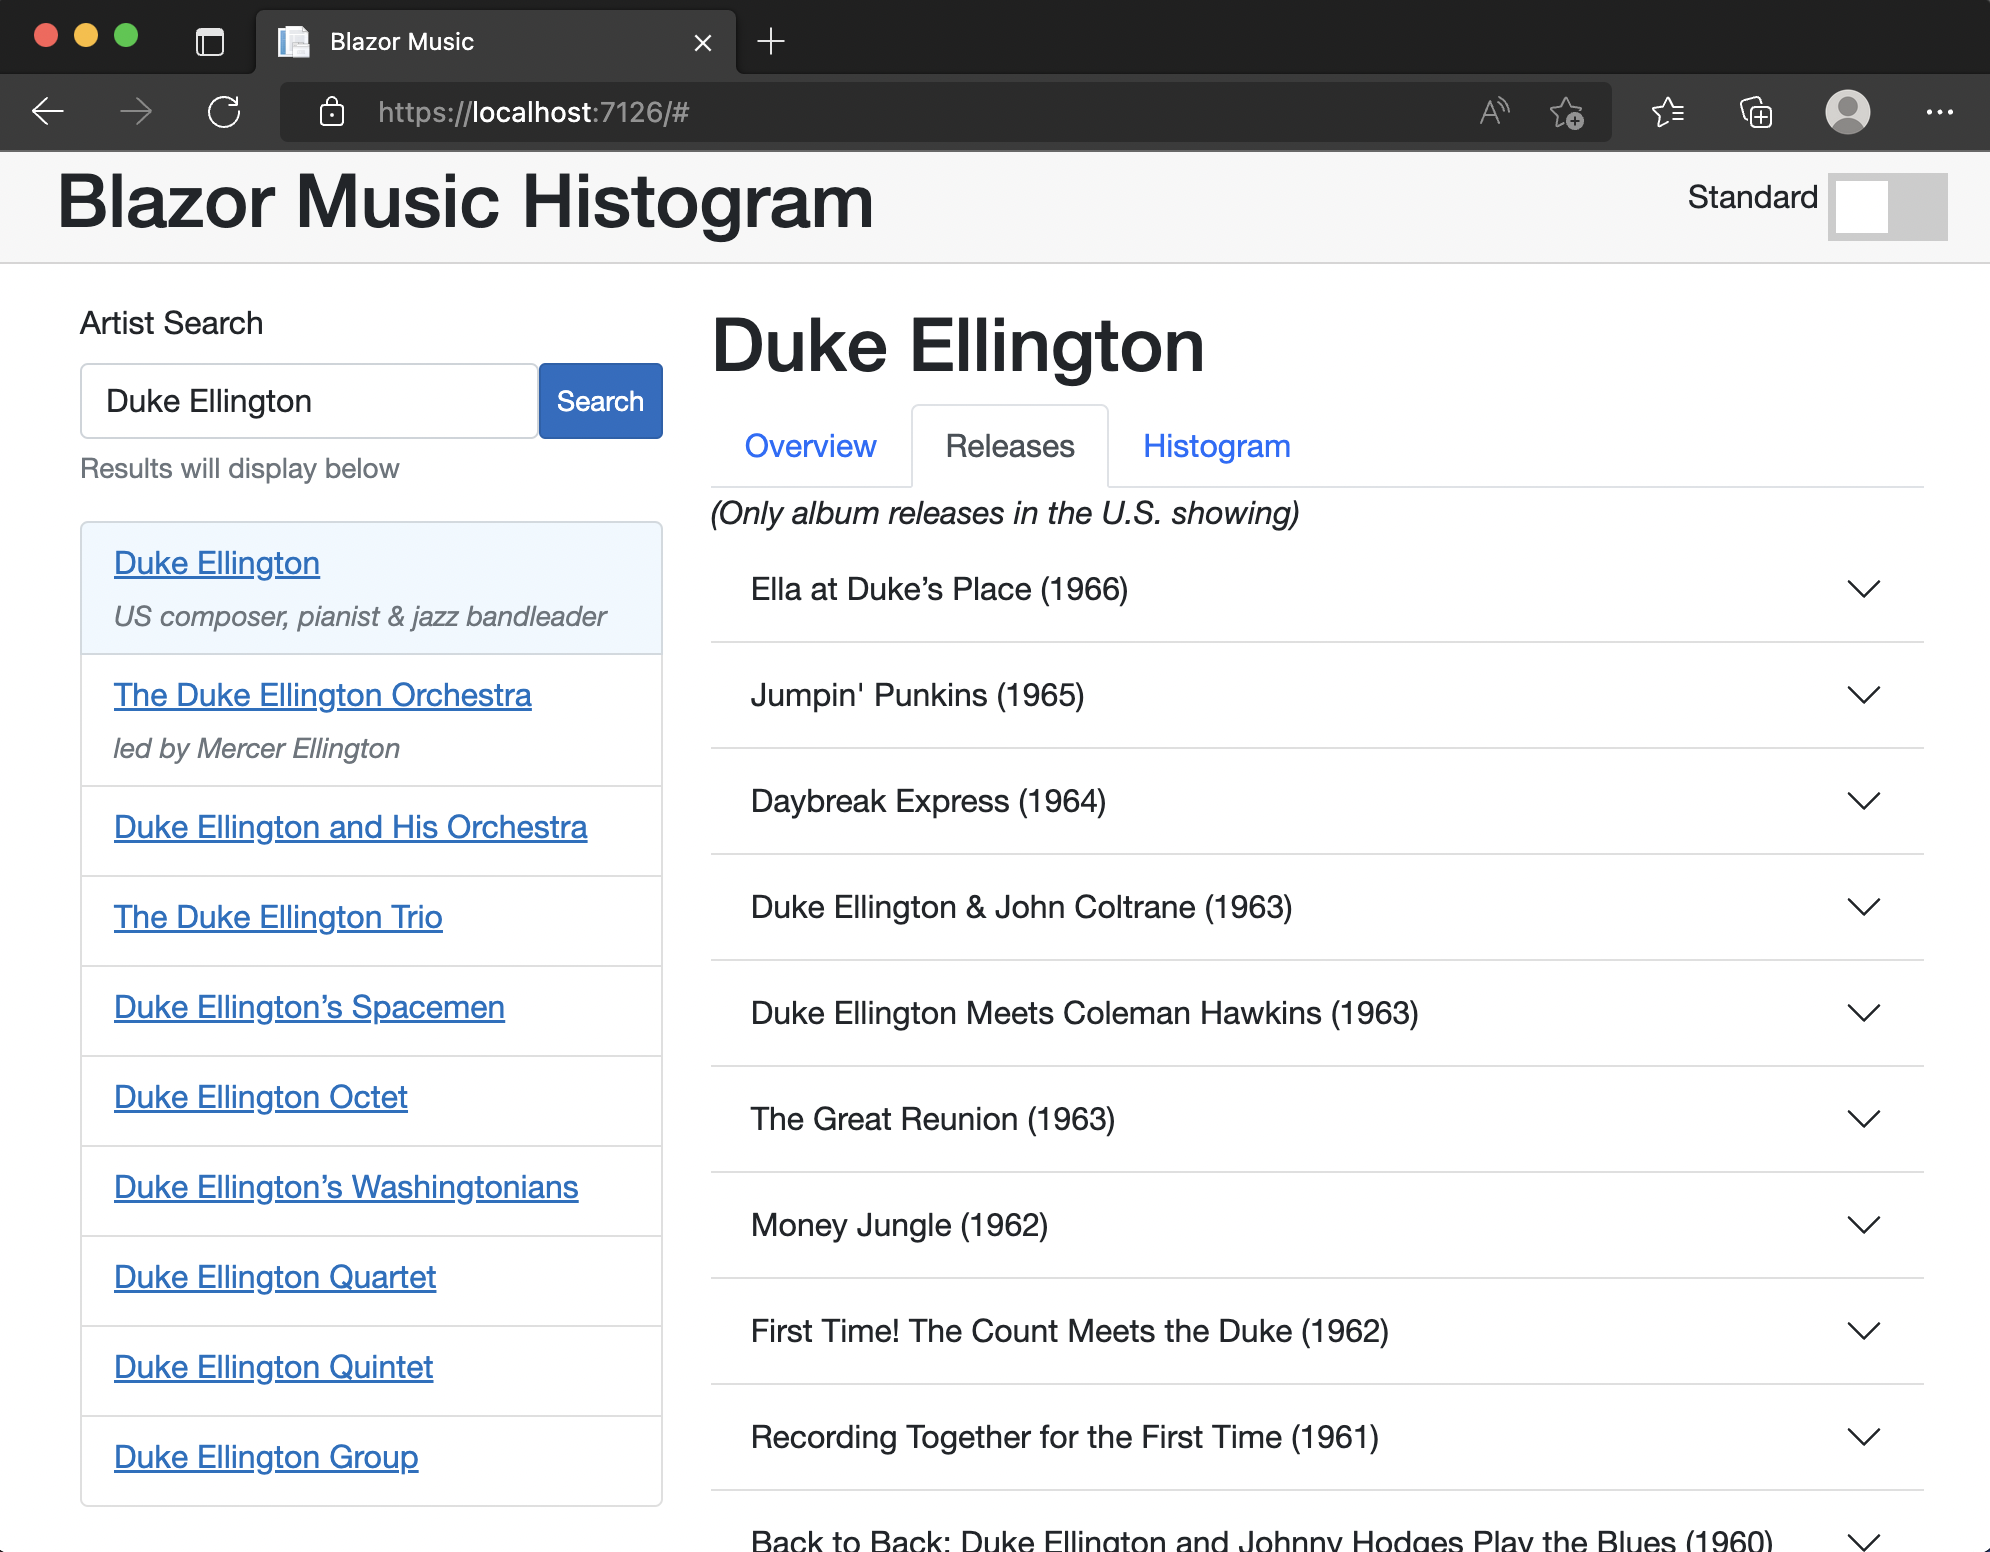 Blazor Music
https://localhost:7126/#
Blazor Music Histogram
Standard
Artist Search
Duke Ellington
Search
Results will display below
Duke Ellington
US composer, pianist & jazz bandleader
The Duke Ellington Orchestra
led by Mercer Ellington
Duke Ellington and His Orchestra
The Duke Ellington Trio
Duke Ellington’s Spacemen
Duke Ellington Octet
Duke Ellington’s Washingtonians
Duke Ellington Quartet
Duke Ellington Quintet
Duke Ellington Group
Duke Ellington
Overview Releases Histogram
(Only album releases in the U.S. showing)
Ella at Duke’s Place (1966)
Jumpin' Punkins (1965)
Daybreak Express (1964)
Duke Ellington & John Coltrane (1963)
Duke Ellington Meets Coleman Hawkins (1963)
The Great Reunion (1963)
Money Jungle (1962)
First Time! The Count Meets the Duke (1962)
Recording Together for the First Time (1961)
Back to Back: Duke Ellington and Johnny Hodges Play the Blues (1960)